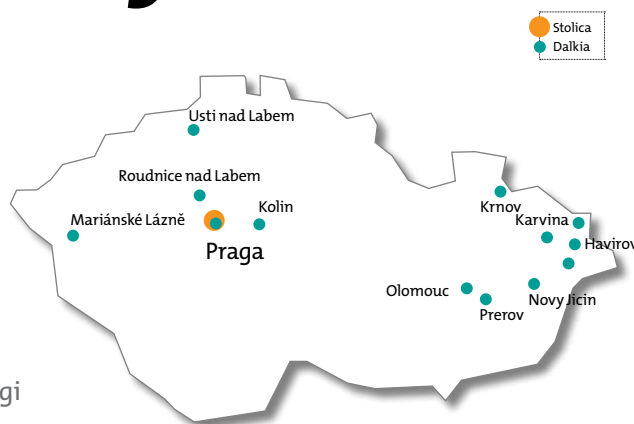 Stolica
Dalkia
Usti nad Labem
Roudnice nad Labem
Kolin
Mariánské Lázně
Praga
Krnov
Karvina
Havirov
Olomouc
Novy Jicin
Prerov
gi